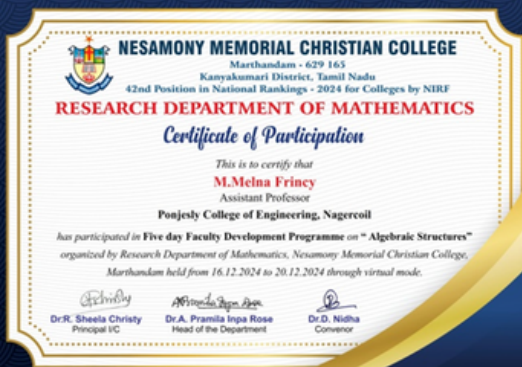 NESAMONY MEMORIAL CHRISTIAN COLLEGE
Marthandam - 629 165
Kanyakumari District, Tamil Nadu
42nd Position in National Rankings - 2024 for Colleges by NIRF
RESEARCH DEPARTMENT OF MATHEMATICS
Certificate of Participation
This is to certify that
M.Melna Frincy
Assistant Professor
Ponjesly College of Engineering, Nagercoil
has participated in Five day Faculty Development Programme on “ Algebraic Structures”
organized by Research Department of Mathematics, Nesamony Memorial Christian College,
Marthandam held from 16.12.2024 to 20.12.2024 through virtual mode.
Dr.R. Sheela Christy Dr.A. Pramila Inpa Rose Dr.D. Nidha
Principal I/C Head of the Department Convenor